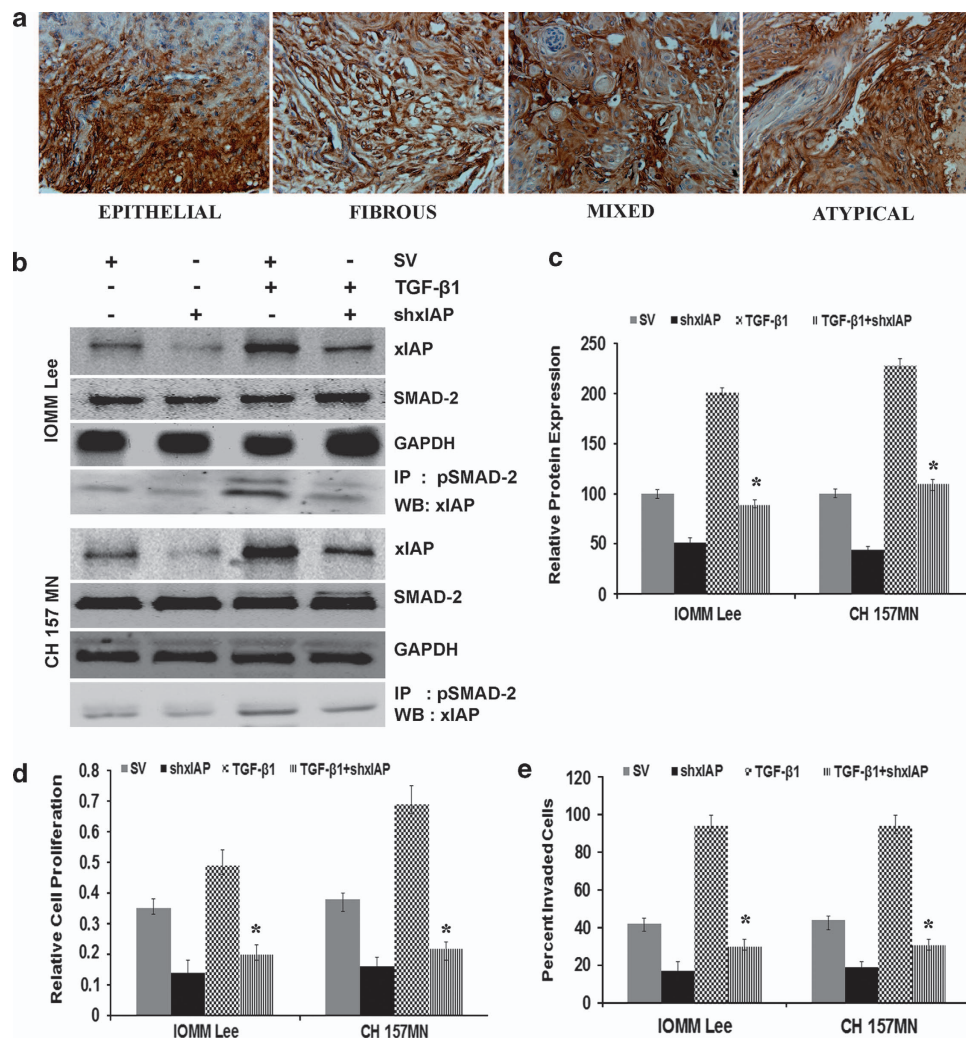 a
EPITHELIAL FIBROUS MIXED ATYPICAL
b
+ - + - SV
- - + + TGF-β1
- + - + shxIAP
IOMM Lee
xIAP
SMAD-2
GAPDH
IP : pSMAD-2
WB: xIAP
CH 157 MN
xIAP
SMAD-2
GAPDH
IP : pSMAD-2
WB : xIAP
c
SV shxIAP TGF-β1 TGF-β1+shxIAP
Relative Protein Expression
250
200
150
100
50
0
* *
IOMM Lee CH 157MN
d
SV shxIAP TGF-β1 TGF-β1+shxIAP
Relative Cell Proliferation
0.8
0.7
0.6
0.5
0.4
0.3
0.2
0.1
0
* *
IOMM Lee CH 157MN
e
SV shxIAP TGF-β1 TGF-β1+shxIAP
Percent Invaded Cells
120
100
80
60
40
20
0
* *
IOMM Lee CH 157MN